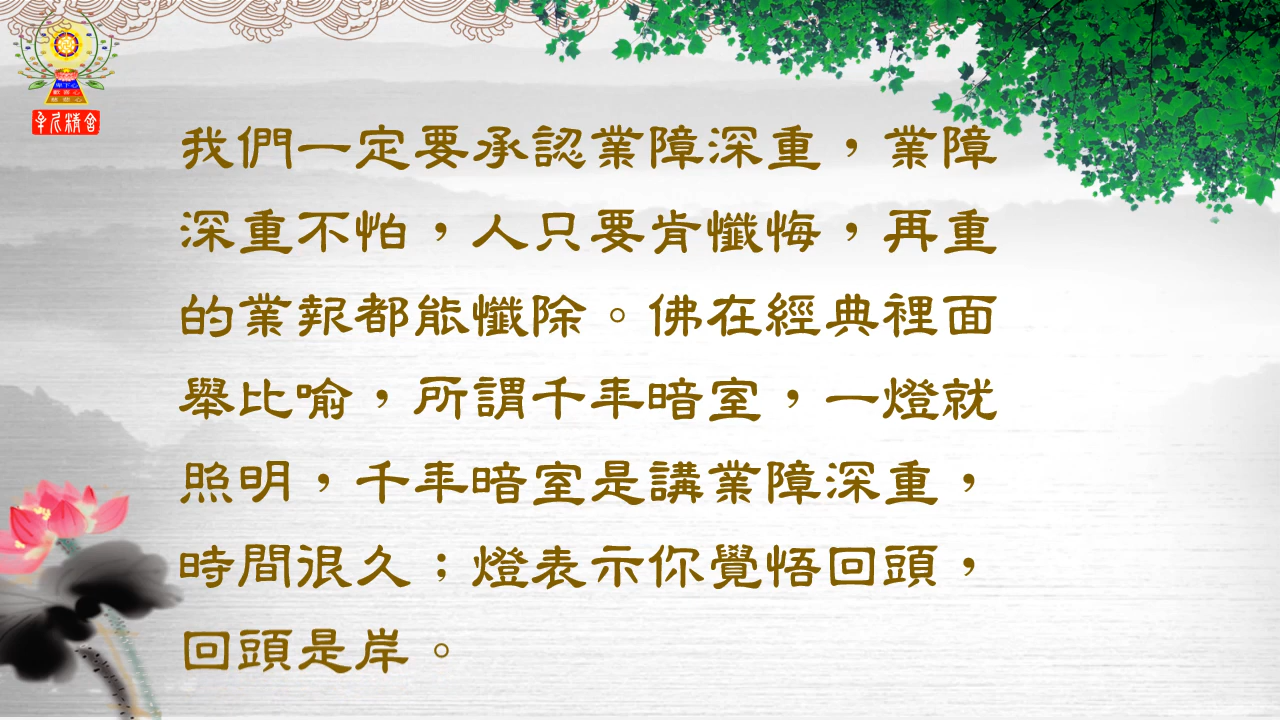 我們一定要承認業障深重，業障
深重不怕，人只要肯懺悔，再重
的業報都能懺除。佛在經典裡面
舉比喻，所謂千年暗室，一燈就
照明，千年暗室是講業障深重，
時間很久；燈表示你覺悟回頭，
回頭是岸。